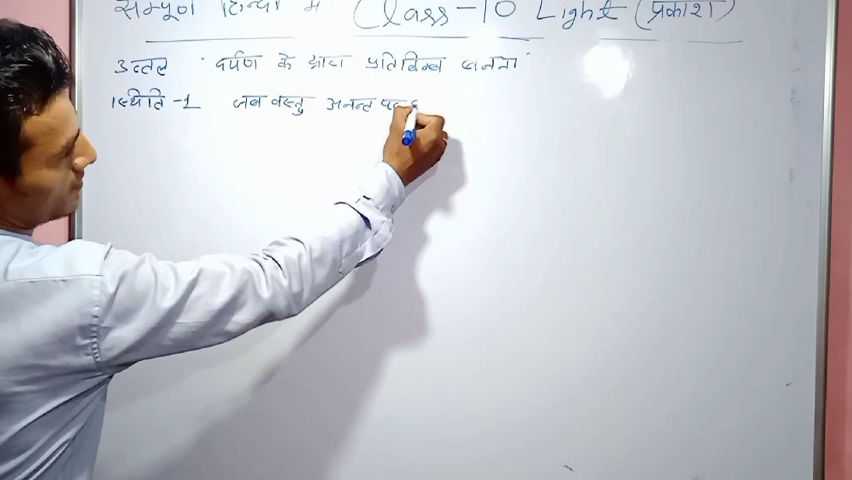 सम्पूर्ण हिन्दी में Class-10 Light (प्रकाश)
उत्तल दर्पण के द्वारा प्रतिबिम्ब बनना
स्थिति -1 जब वस्तु अनन्त पर